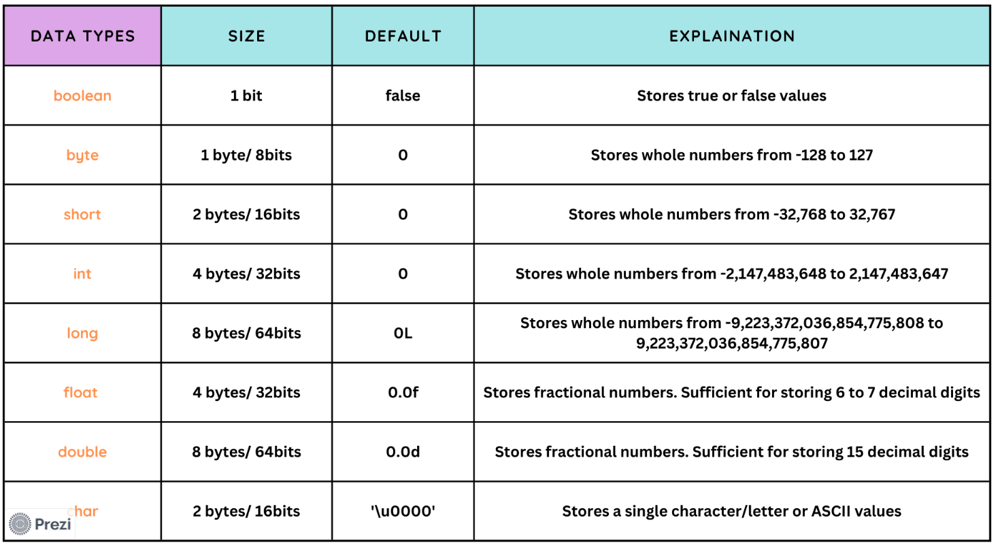 DATA TYPES SIZE DEFAULT EXPLAINATION
boolean 1 bit false Stores true or false values
byte 1 byte/ 8bits 0 Stores whole numbers from -128 to 127
short 2 bytes/ 16bits 0 Stores whole numbers from -32,768 to 32,767
int 4 bytes/ 32bits 0 Stores whole numbers from -2,147,483,648 to 2,147,483,647
long 8 bytes/ 64bits 0L Stores whole numbers from -9,223,372,036,854,775,808 to
9,223,372,036,854,775,807
float 4 bytes/ 32bits 0.0f Stores fractional numbers. Sufficient for storing 6 to 7 decimal digits
double 8 bytes/ 64bits 0.0d Stores fractional numbers. Sufficient for storing 15 decimal digits
char 2 bytes/ 16bits '\u0000' Stores a single character/letter or ASCII values
Prezi